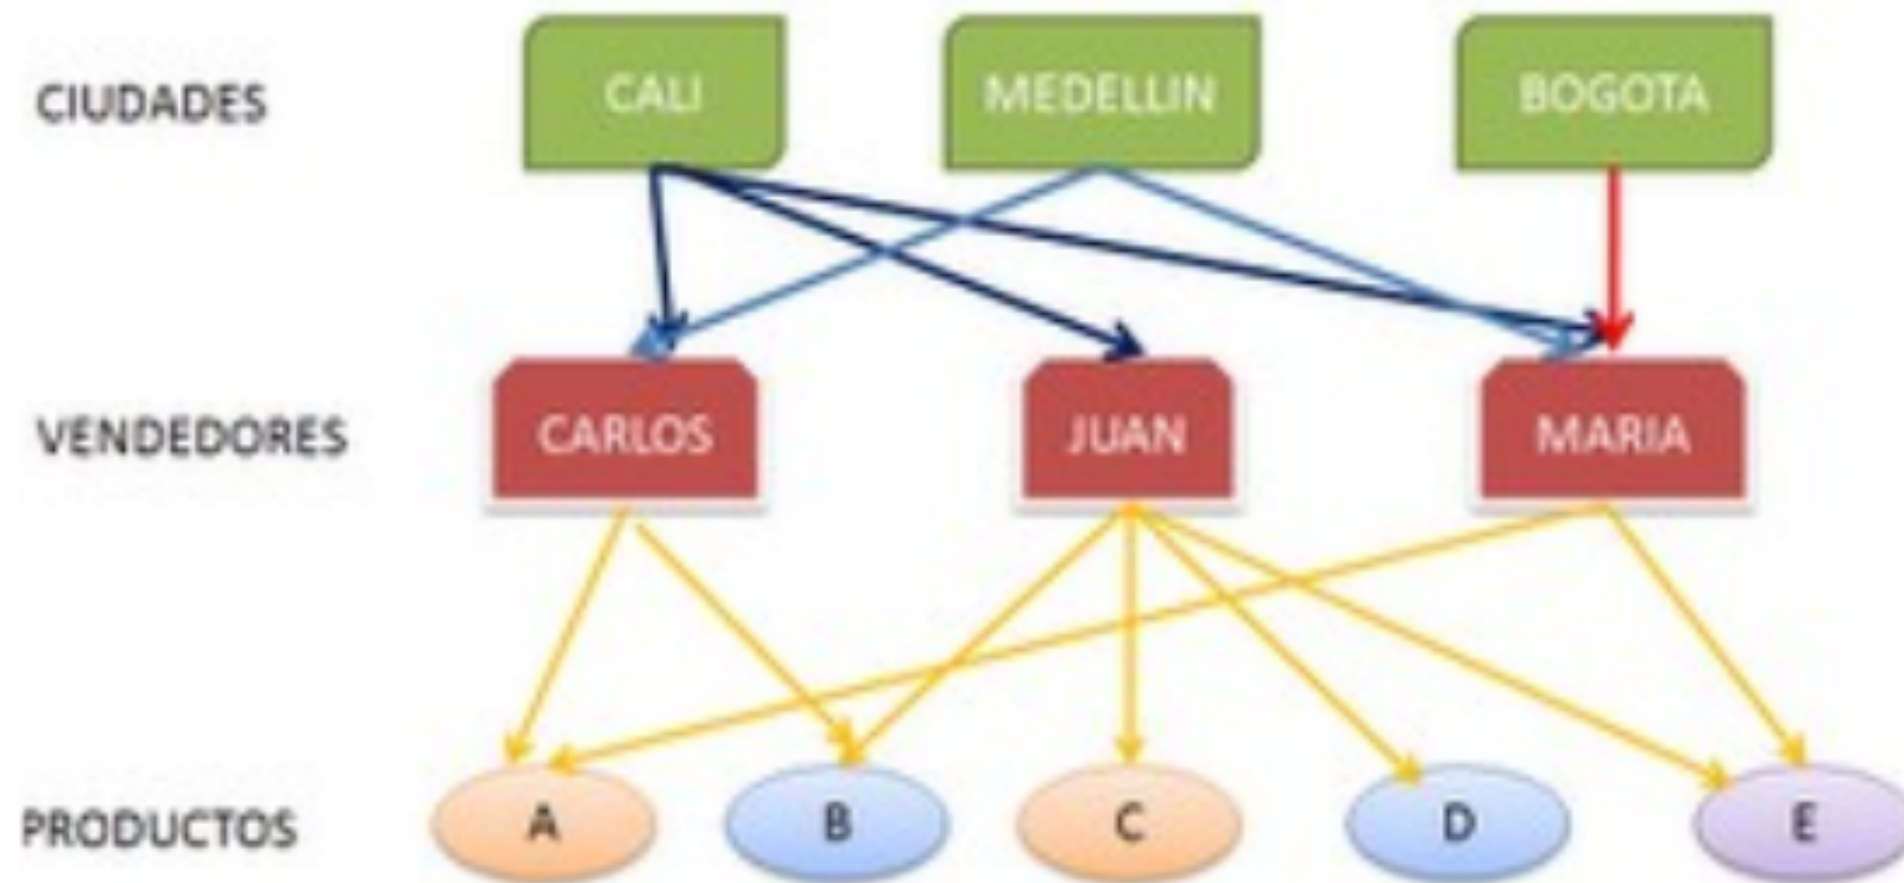 CIUDADES
CALI
MEDELLIN
BOGOTA
VENDEDORES
CARLOS
JUAN
MARIA
PRODUCTOS
A
B
C
D
E